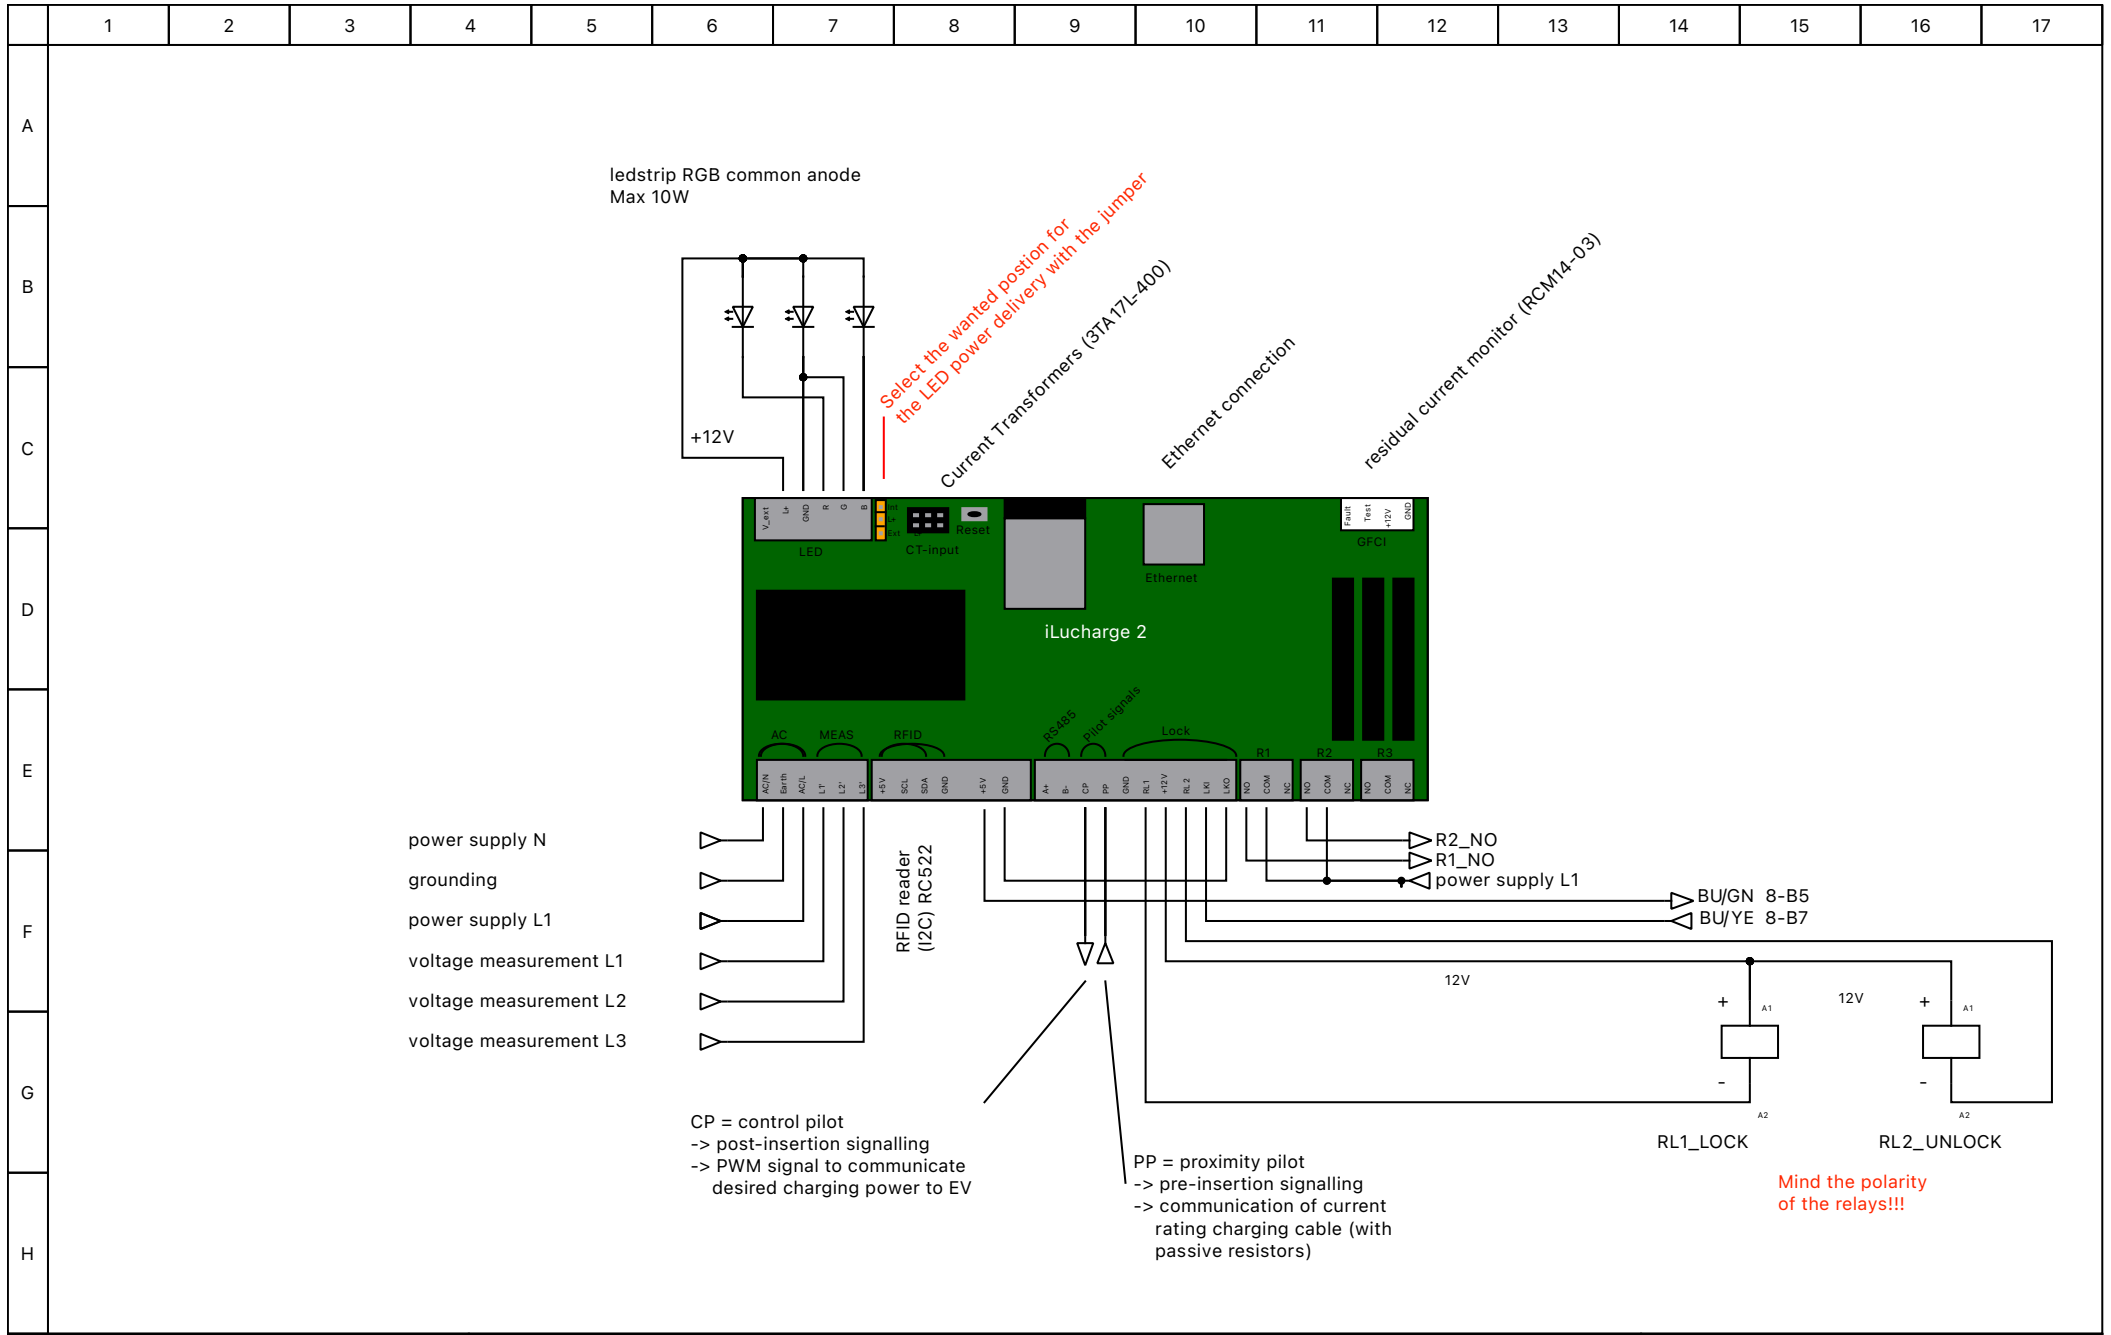 1 2 3 4 5 6 7 8 9 10 11 12 13 14 15 16 17
A
B
C
D
E
F
G
H
ledstrip RGB common anode
Max 10W
Select the wanted postion for
the LED power delivery with the jumper
Current Transformers (3TA17L-400)
Ethernet connection
residual current monitor (RCM14-03)
+12V
V_ext L+ GND R G B
LED
Int
L+
Ext
CT-input
Reset
Ethernet
Fault Test +12V GND
GFCI
iLucharge 2
AC MEAS RFID RS485 Pilot signals Lock R1 R2 R3
AC/N Earth AC/L L1' L2' L3' +5V SCL SDA GND +5V GND A+ B- CP PP GND RL1 +12V RL2 LKI LKO NO COM NC NO COM NC NO COM NC
power supply N
grounding
power supply L1
voltage measurement L1
voltage measurement L2
voltage measurement L3
RFID reader
(I2C) RC522
R2_NO
R1_NO
power supply L1
BU/GN 8-B5
BU/YE 8-B7
12V
12V
+ A1
- A2
+ A1
- A2
RL1_LOCK
RL2_UNLOCK
Mind the polarity
of the relays!!!
CP = control pilot
-> post-insertion signalling
-> PWM signal to communicate
desired charging power to EV
PP = proximity pilot
-> pre-insertion signalling
-> communication of current
rating charging cable (with
passive resistors)